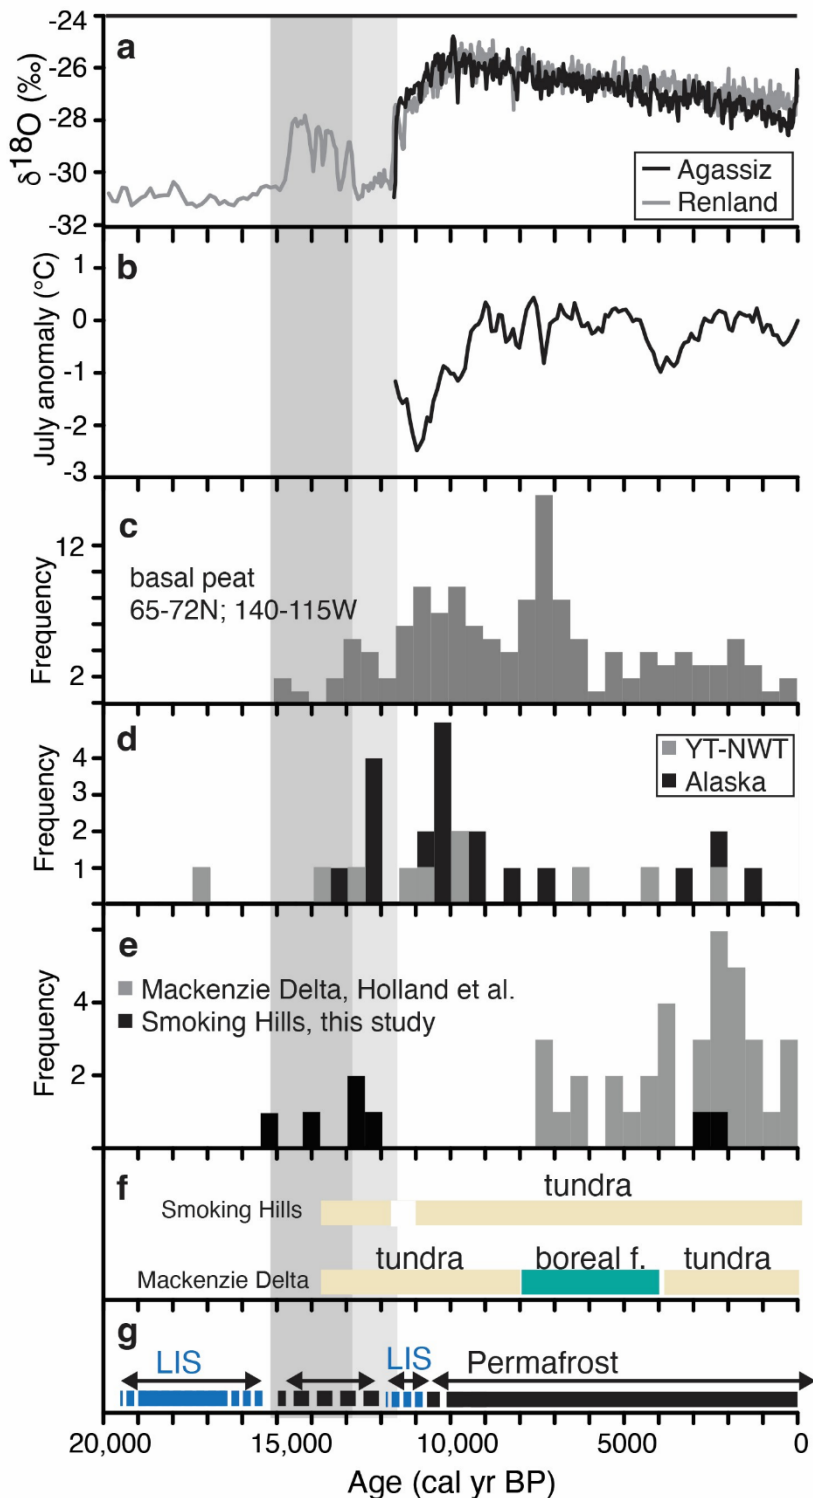 -24
a
-26
-28
-30
-32
δ18O (‰)
Agassiz
Renland
b
1
0
-1
-2
-3
July anomaly (°C)
c
12
2
Frequency
basal peat
65-72N; 140-115W
d
4
3
2
1
Frequency
YT-NWT
Alaska
e
4
2
Frequency
Mackenzie Delta, Holland et al.
Smoking Hills, this study
f
tundra
Smoking Hills
tundra
boreal f.
tundra
Mackenzie Delta
g
LIS
LIS
Permafrost
20,000
15,000
10,000
5000
0
Age (cal yr BP)